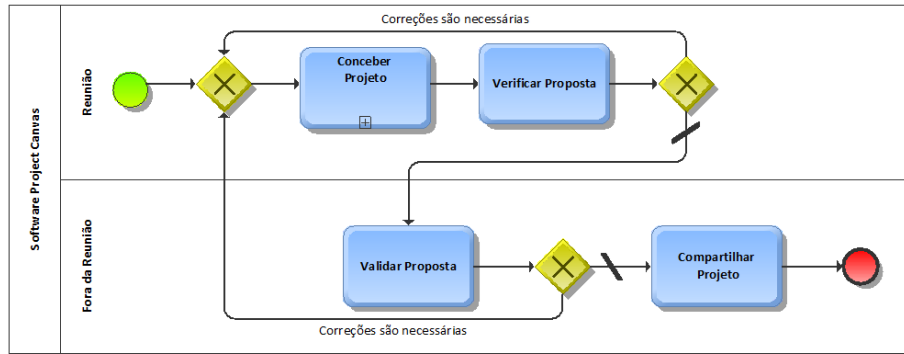 Software Project Canvas
Reunião
Correções são necessárias
Conceber
Projeto
Verificar Proposta
Fora da Reunião
Validar Proposta
Compartilhar
Projeto
Correções são necessárias